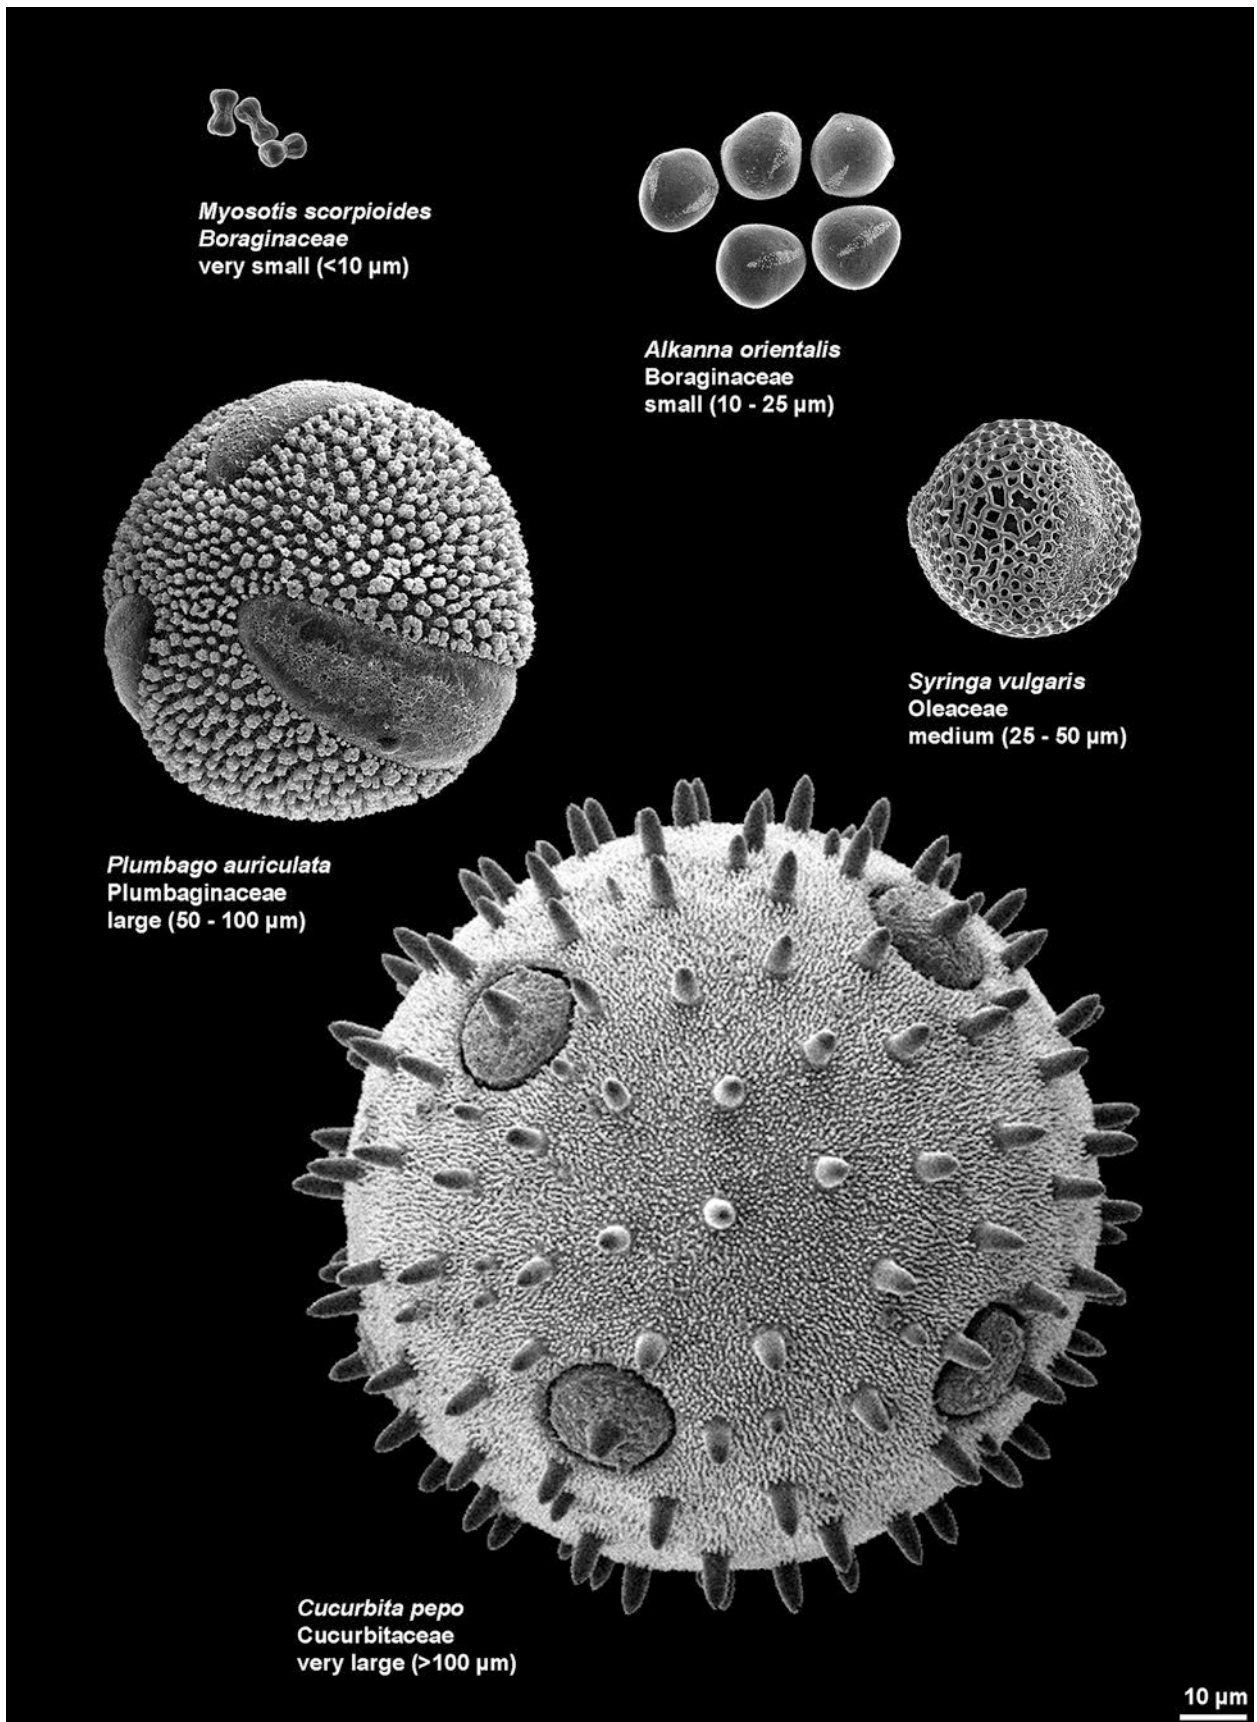 Myosotis scorpioides
Boraginaceae
very small (<10 µm)
Alkanna orientalis
Boraginaceae
small (10 - 25 µm)
Syringa vulgaris
Oleaceae
medium (25 - 50 µm)
Plumbago auriculata
Plumbaginaceae
large (50 - 100 µm)
Cucurbita pepo
Cucurbitaceae
very large (>100 µm)
10 µm